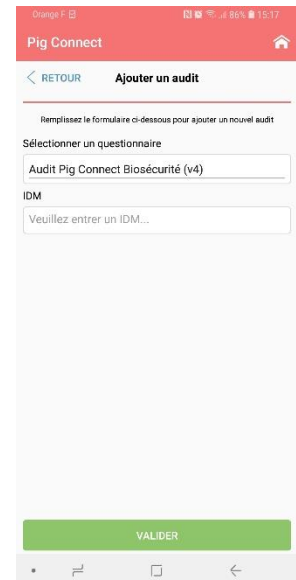 Orange F 86% 15:17
Pig Connect
RETOUR Ajouter un audit
Remplissez le formulaire ci-dessous pour ajouter un nouvel audit
Sélectionner un questionnaire
Audit Pig Connect Biosécurité (v4)
IDM
Veuillez entrer un IDM...
VALIDER